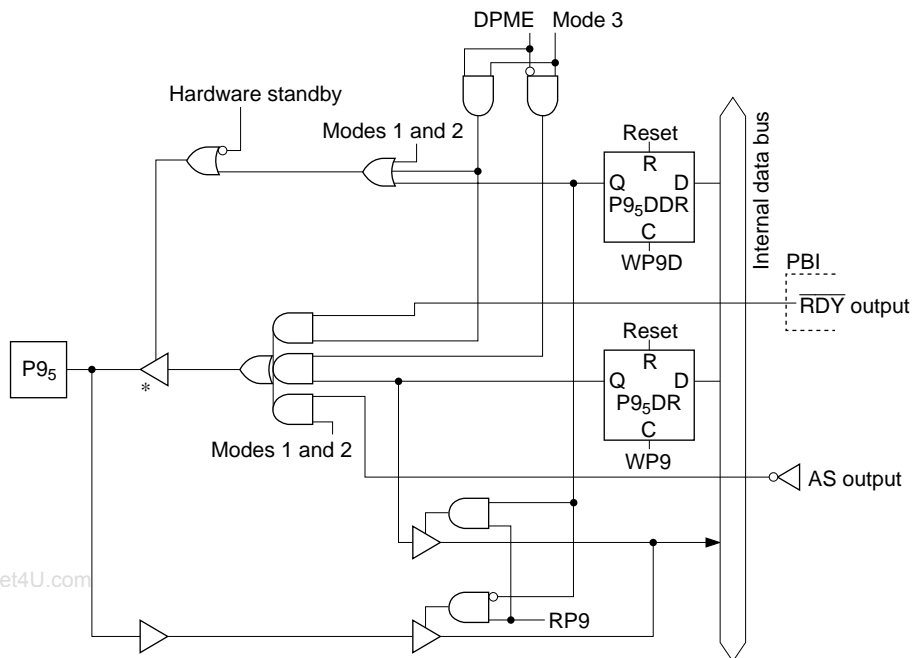 DPME Mode 3
Hardware standby
Modes 1 and 2
Reset
R
Q D
P9₅DDR
C
WP9D
Internal data bus
PBI
RDY output
Reset
R
Q D
P9₅DR
C
WP9
P9₅
*
Modes 1 and 2
AS output
RP9
et4U.com